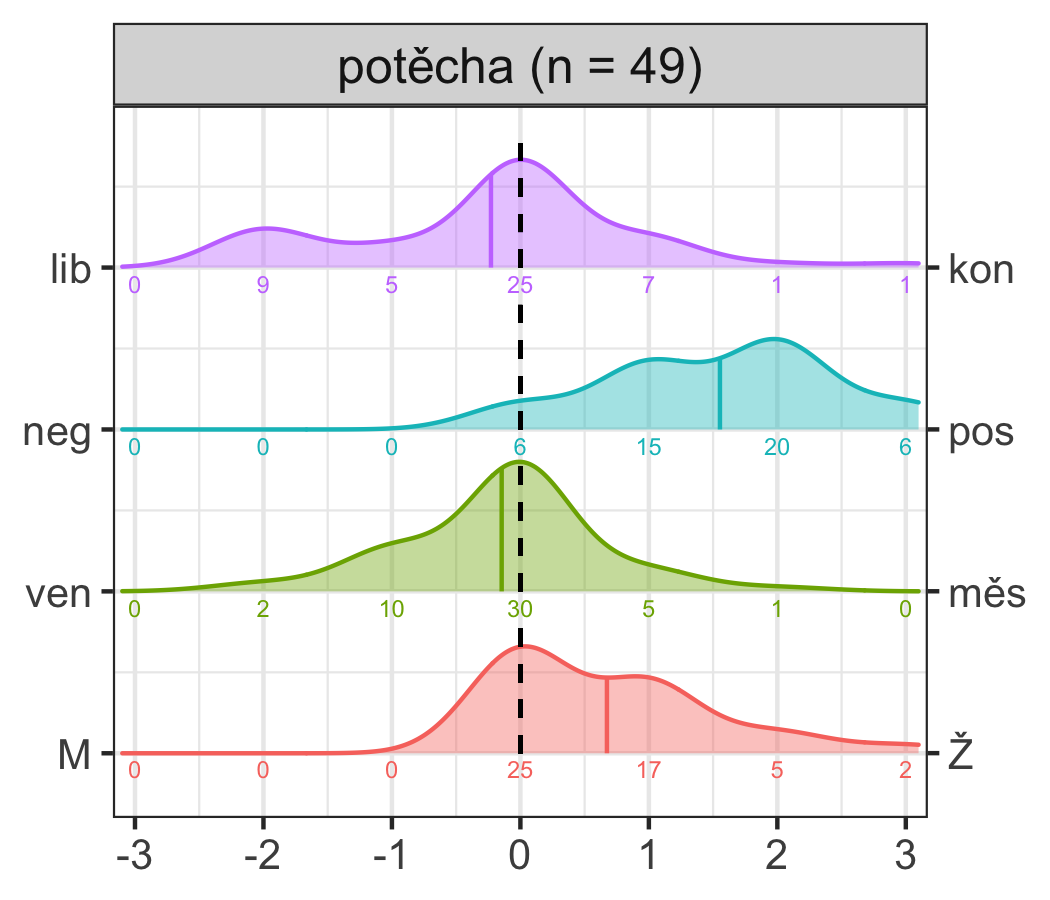 potěcha (n = 49)
lib kon
0 9 5 25 7 1 1
neg pos
0 0 0 6 15 20 6
ven měs
0 2 10 30 5 1 0
M Ž
0 0 0 25 17 5 2
-3 -2 -1 0 1 2 3